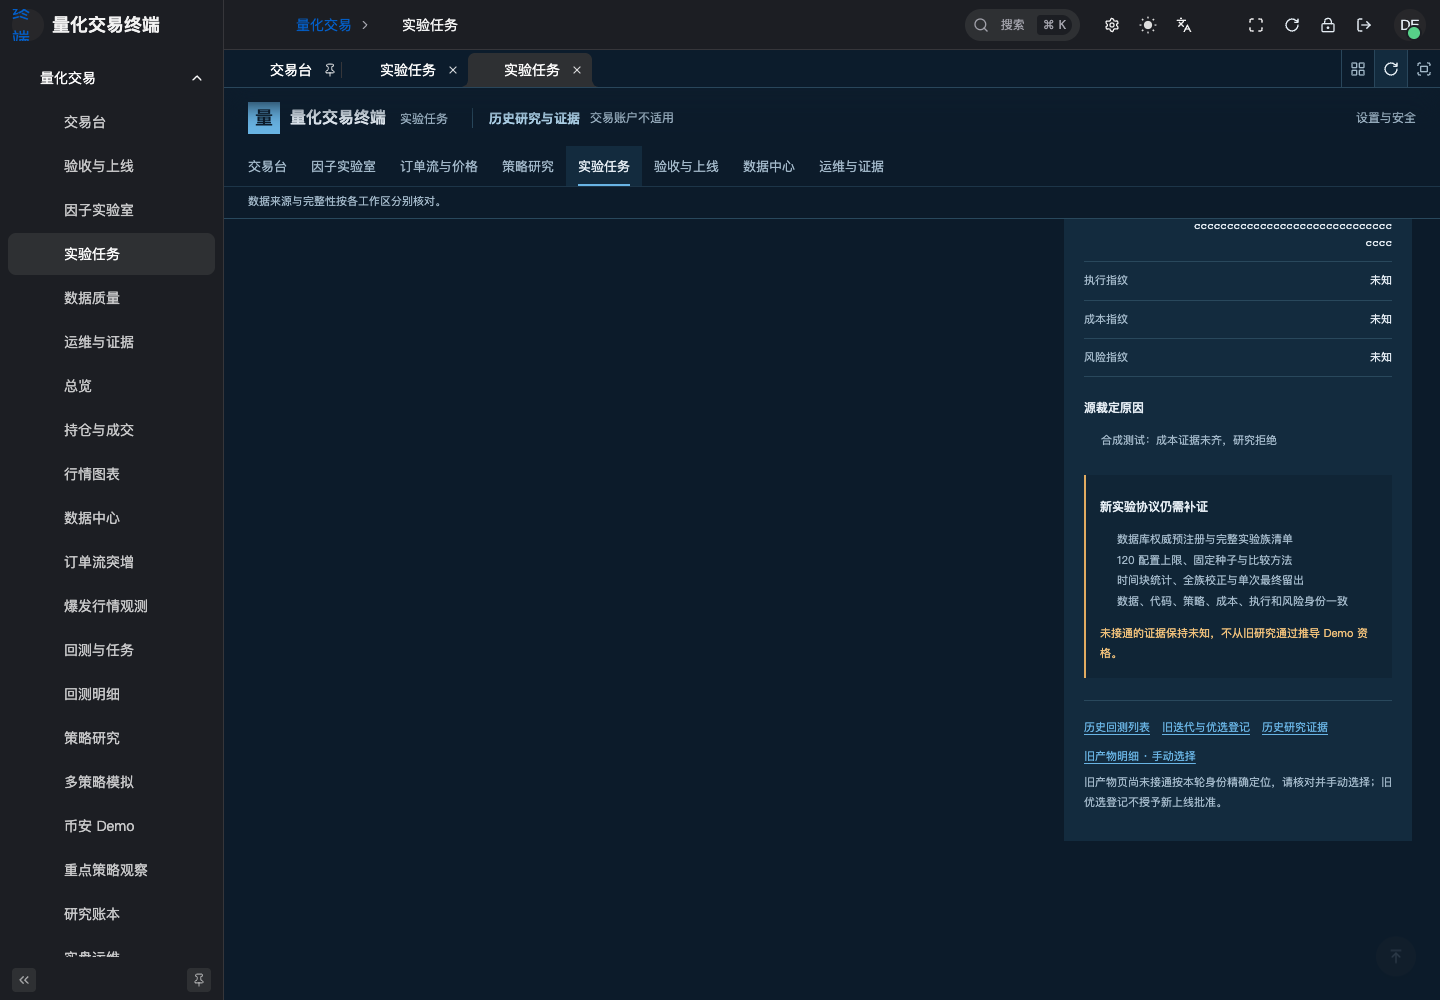 终端
量化交易终端
量化交易
交易台
验收与上线
因子实验室
实验任务
数据质量
运维与证据
总览
持仓与成交
行情图表
数据中心
订单流突增
爆发行情观测
回测与任务
回测明细
策略研究
多策略模拟
币安 Demo
重点策略观察
研究账本
实盘运维
量化交易
实验任务
搜索
⌘ K
DE
交易台
实验任务
实验任务
量
量化交易终端
实验任务
历史研究与证据
交易账户不适用
设置与安全
交易台
因子实验室
订单流与价格
策略研究
实验任务
验收与上线
数据中心
运维与证据
数据来源与完整性按各工作区分别核对。
cccccccccccccccccccccccccccccc
cccc
执行指纹
未知
成本指纹
未知
风险指纹
未知
源裁定原因
合成测试：成本证据未齐，研究拒绝
新实验协议仍需补证
数据库权威预注册与完整实验族清单
120 配置上限、固定种子与比较方法
时间块统计、全族校正与单次最终留出
数据、代码、策略、成本、执行和风险身份一致
未接通的证据保持未知，不从旧研究通过推导 Demo 资
格。
历史回测列表
旧迭代与优选登记
历史研究证据
旧产物明细 · 手动选择
旧产物页尚未接通按本轮身份精确定位，请核对并手动选择；旧
优选登记不授予新上线批准。